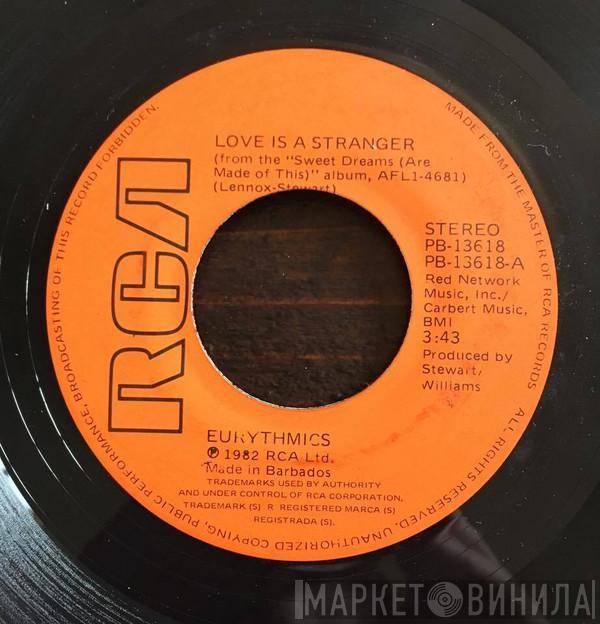 RCA
LOVE IS A STRANGER
(from the "Sweet Dreams (Are
Made of This)" album, AFL1-4681)
(Lennox-Stewart)
STEREO
PB-13618
PB-13618-A
Red Network
Music, Inc./
Carbert Music,
BMI
3:43
Produced by
Stewart/
Williams
EURYTHMICS
℗ 1982 RCA Ltd.
Made in Barbados
TRADEMARKS USED BY AUTHORITY
AND UNDER CONTROL OF RCA CORPORATION.
TRADEMARK (S) R REGISTERED MARCA (S)
REGISTRADA (S).
MADE FROM THE MASTER OF RCA RECORDS ALL RIGHTS RESERVED. UNAUTHORIZED COPYING, PUBLIC PERFORMANCE, BROADCASTING OF THIS RECORD FORBIDDEN.
МАРКЕТ ВИНИЛА